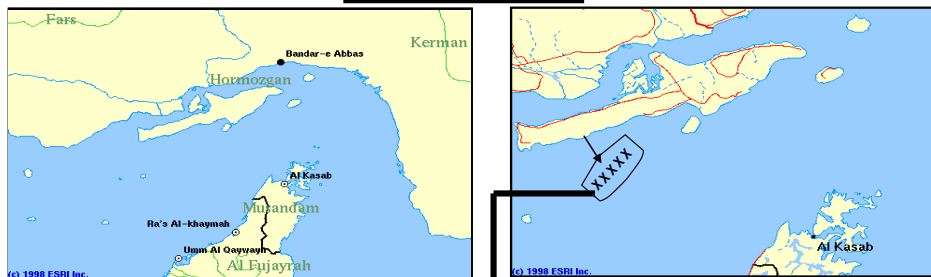 Fars
Kerman
Bandar-e Abbas
Hormozgan
Al Kasab
Musandam
Ra's Al-khaymah
Umm Al Qaywayn
Al Fujayrah
(c) 1998 ESRI Inc.
XXXXX
Al Kasab
(c) 1998 ESRI Inc.